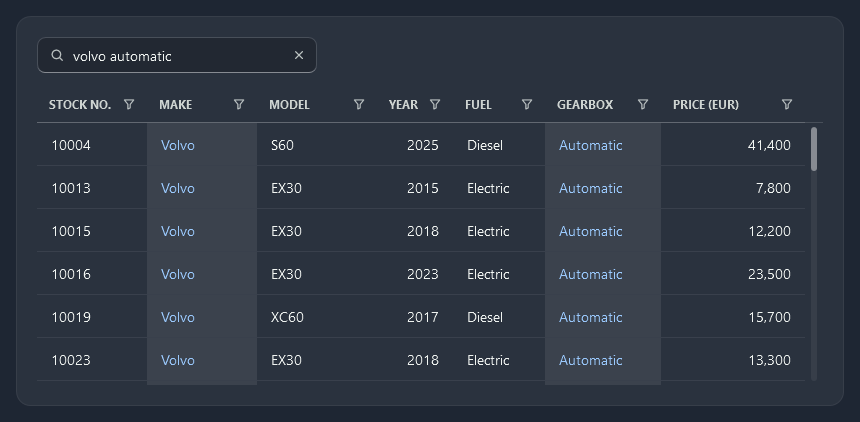 volvo automatic
STOCK NO. MAKE MODEL YEAR FUEL GEARBOX PRICE (EUR)
10004 Volvo S60 2025 Diesel Automatic 41,400
10013 Volvo EX30 2015 Electric Automatic 7,800
10015 Volvo EX30 2018 Electric Automatic 12,200
10016 Volvo EX30 2023 Electric Automatic 23,500
10019 Volvo XC60 2017 Diesel Automatic 15,700
10023 Volvo EX30 2018 Electric Automatic 13,300